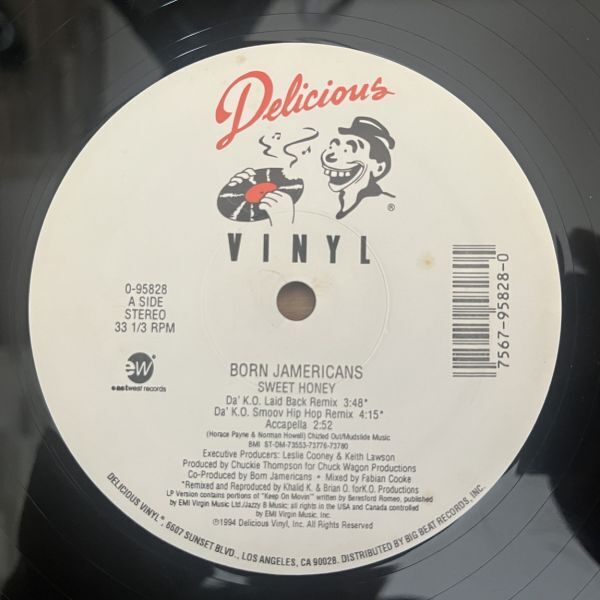 Delicious
®
VINYL
0-95828
A SIDE
STEREO
33 1/3 RPM
7567-95828-0
ew
eastwest records
BORN JAMERICANS
SWEET HONEY
Da' K.O. Laid Back Remix 3:48*
Da' K.O. Smoov Hip Hop Remix 4:15*
Accapella 2:52
(Horace Payne & Norman Howell) Chizled Out/Mudslide Music
BMI ST-DM-73553-73776-73780
Executive Producers: Leslie Cooney & Keith Lawson
Produced by Chuckie Thompson for Chuck Wagon Productions
Co-Produced by Born Jamericans • Mixed by Fabian Cooke
*Remixed and Reproduced by Khalid K. & Brian O. forK.O. Productions
LP Version contains portions of "Keep On Movin'" written by Beresford Romeo, published
by EMI Virgin Music Ltd./Jazzy B Music; all rights in the USA and Canada controlled
by EMI Virgin Music, Inc.
℗1994 Delicious Vinyl, Inc. All Rights Reserved
DELICIOUS VINYL®, 6607 SUNSET BLVD., LOS ANGELES, CA 90028. DISTRIBUTED BY BIG BEAT RECORDS, INC.